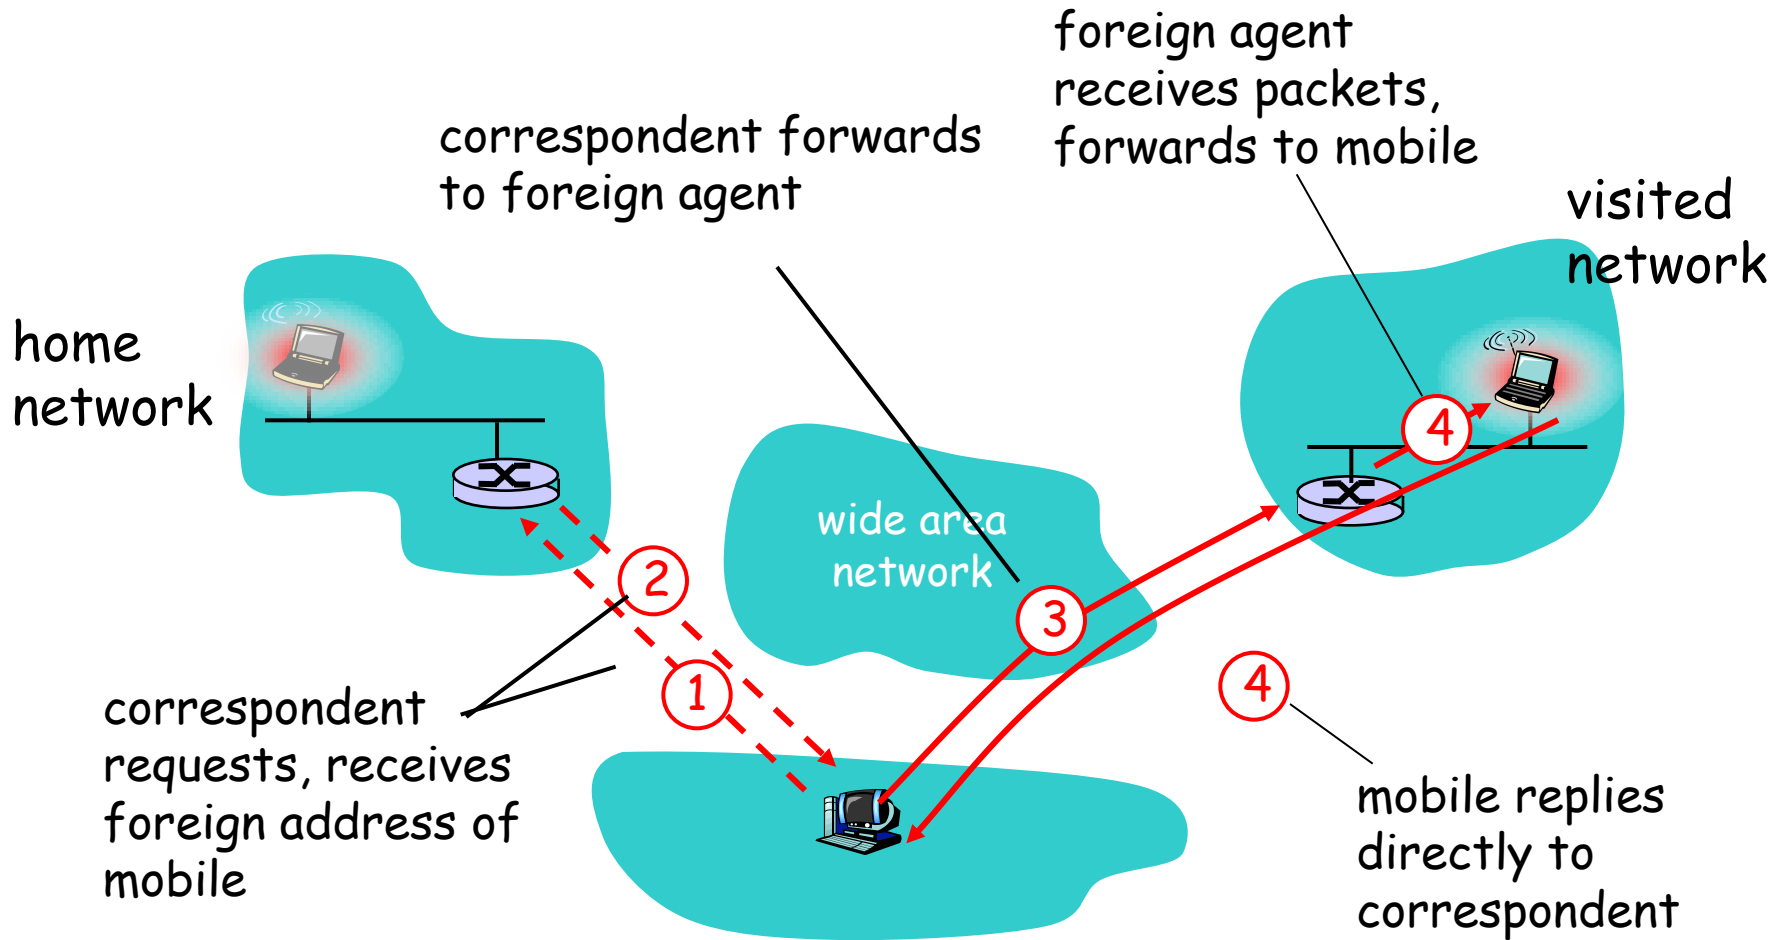 foreign agent
receives packets,
forwards to mobile
correspondent forwards
to foreign agent
visited
network
home
network
4
wide area
network
2
3
1
4
correspondent
requests, receives
foreign address of
mobile
mobile replies
directly to
correspondent